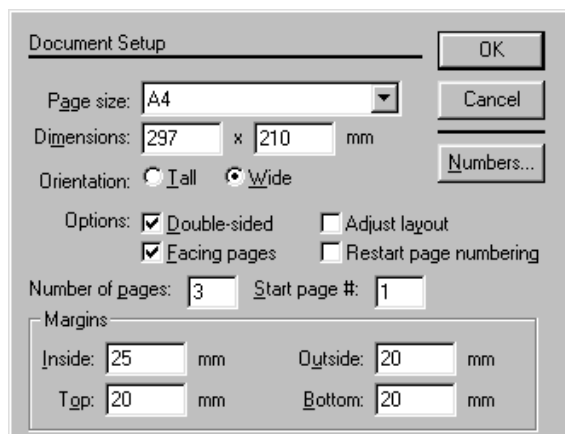 Document Setup
OK
Page size: A4
Cancel
Dimensions: 297 x 210 mm
Numbers...
Orientation: Tall Wide
Options: Double-sided Adjust layout
Facing pages Restart page numbering
Number of pages: 3 Start page #: 1
Margins
Inside: 25 mm Outside: 20 mm
Top: 20 mm Bottom: 20 mm